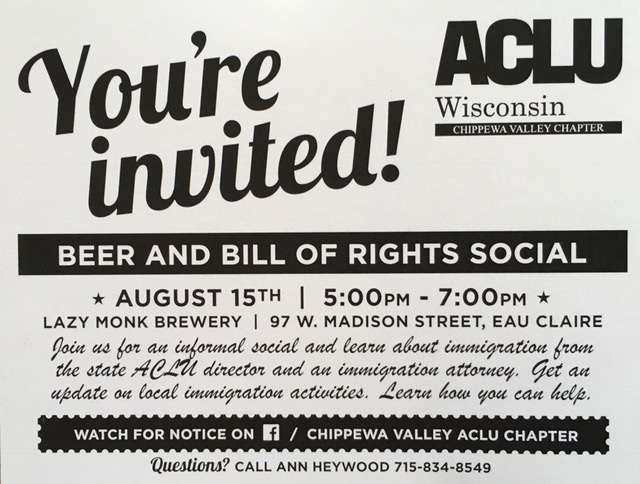 You're
invited!
ACLU
Wisconsin
CHIPPEWA VALLEY CHAPTER
BEER AND BILL OF RIGHTS SOCIAL
★ AUGUST 15TH | 5:00PM - 7:00PM ★
LAZY MONK BREWERY | 97 W. MADISON STREET, EAU CLAIRE
Join us for an informal social and learn about immigration from
the state ACLU director and an immigration attorney. Get an
update on local immigration activities. Learn how you can help.
WATCH FOR NOTICE ON f / CHIPPEWA VALLEY ACLU CHAPTER
Questions? CALL ANN HEYWOOD 715-834-8549